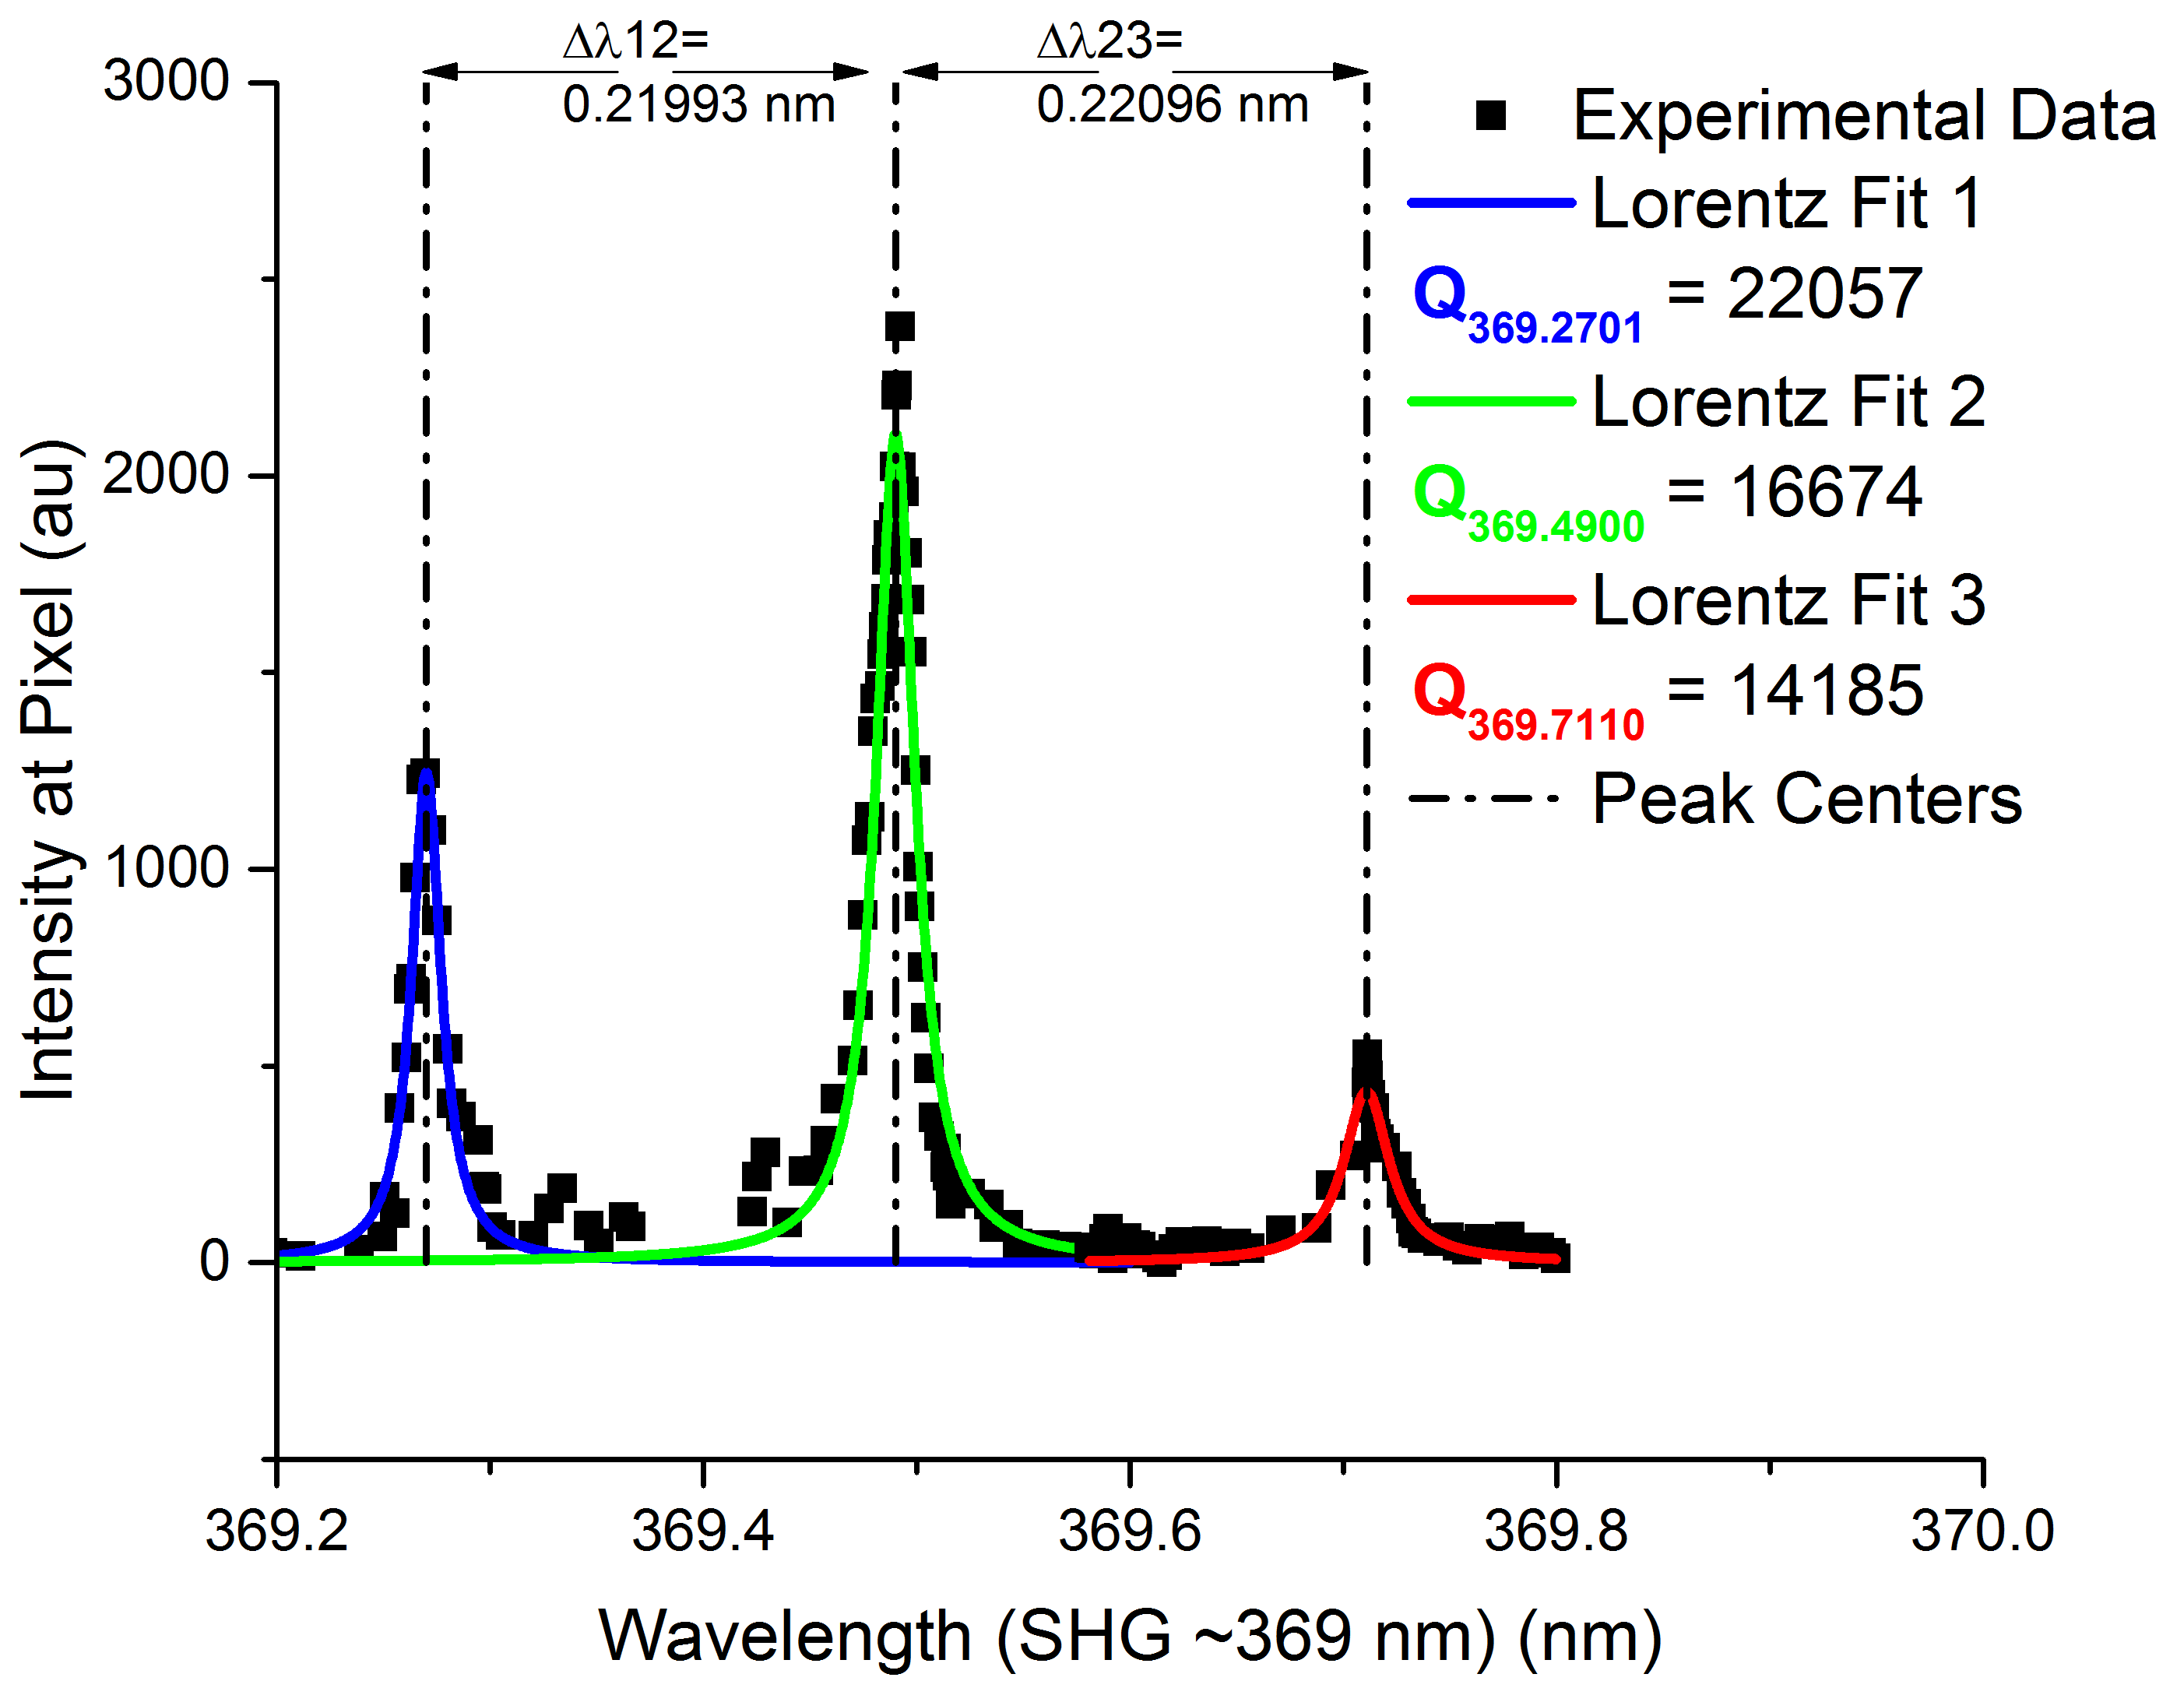 Δλ12=
0.21993 nm
Δλ23=
0.22096 nm
3000
2000
1000
0
Intensity at Pixel (au)
Experimental Data
Lorentz Fit 1
Q369.2701 = 22057
Lorentz Fit 2
Q369.4900 = 16674
Lorentz Fit 3
Q369.7110 = 14185
Peak Centers
369.2 369.4 369.6 369.8 370.0
Wavelength (SHG ~369 nm) (nm)